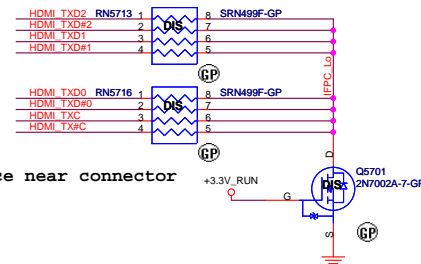 HDMI_TXD2 RN5713 1 8 SRN499F-GP
HDMI_TXD#2 2 DIS 7
HDMI_TXD1 3 6
HDMI_TXD#1 4 5
GP
IFPC_Lo
HDMI_TXD0 RN5716 1 8 SRN499F-GP
HDMI_TXD#0 2 DIS 7
HDMI_TXC 3 6
HDMI_TX#C 4 5
GP
ce near connector
+3.3V_RUN
D
Q5701
DIS 2N7002A-7-GP
G
S
GP